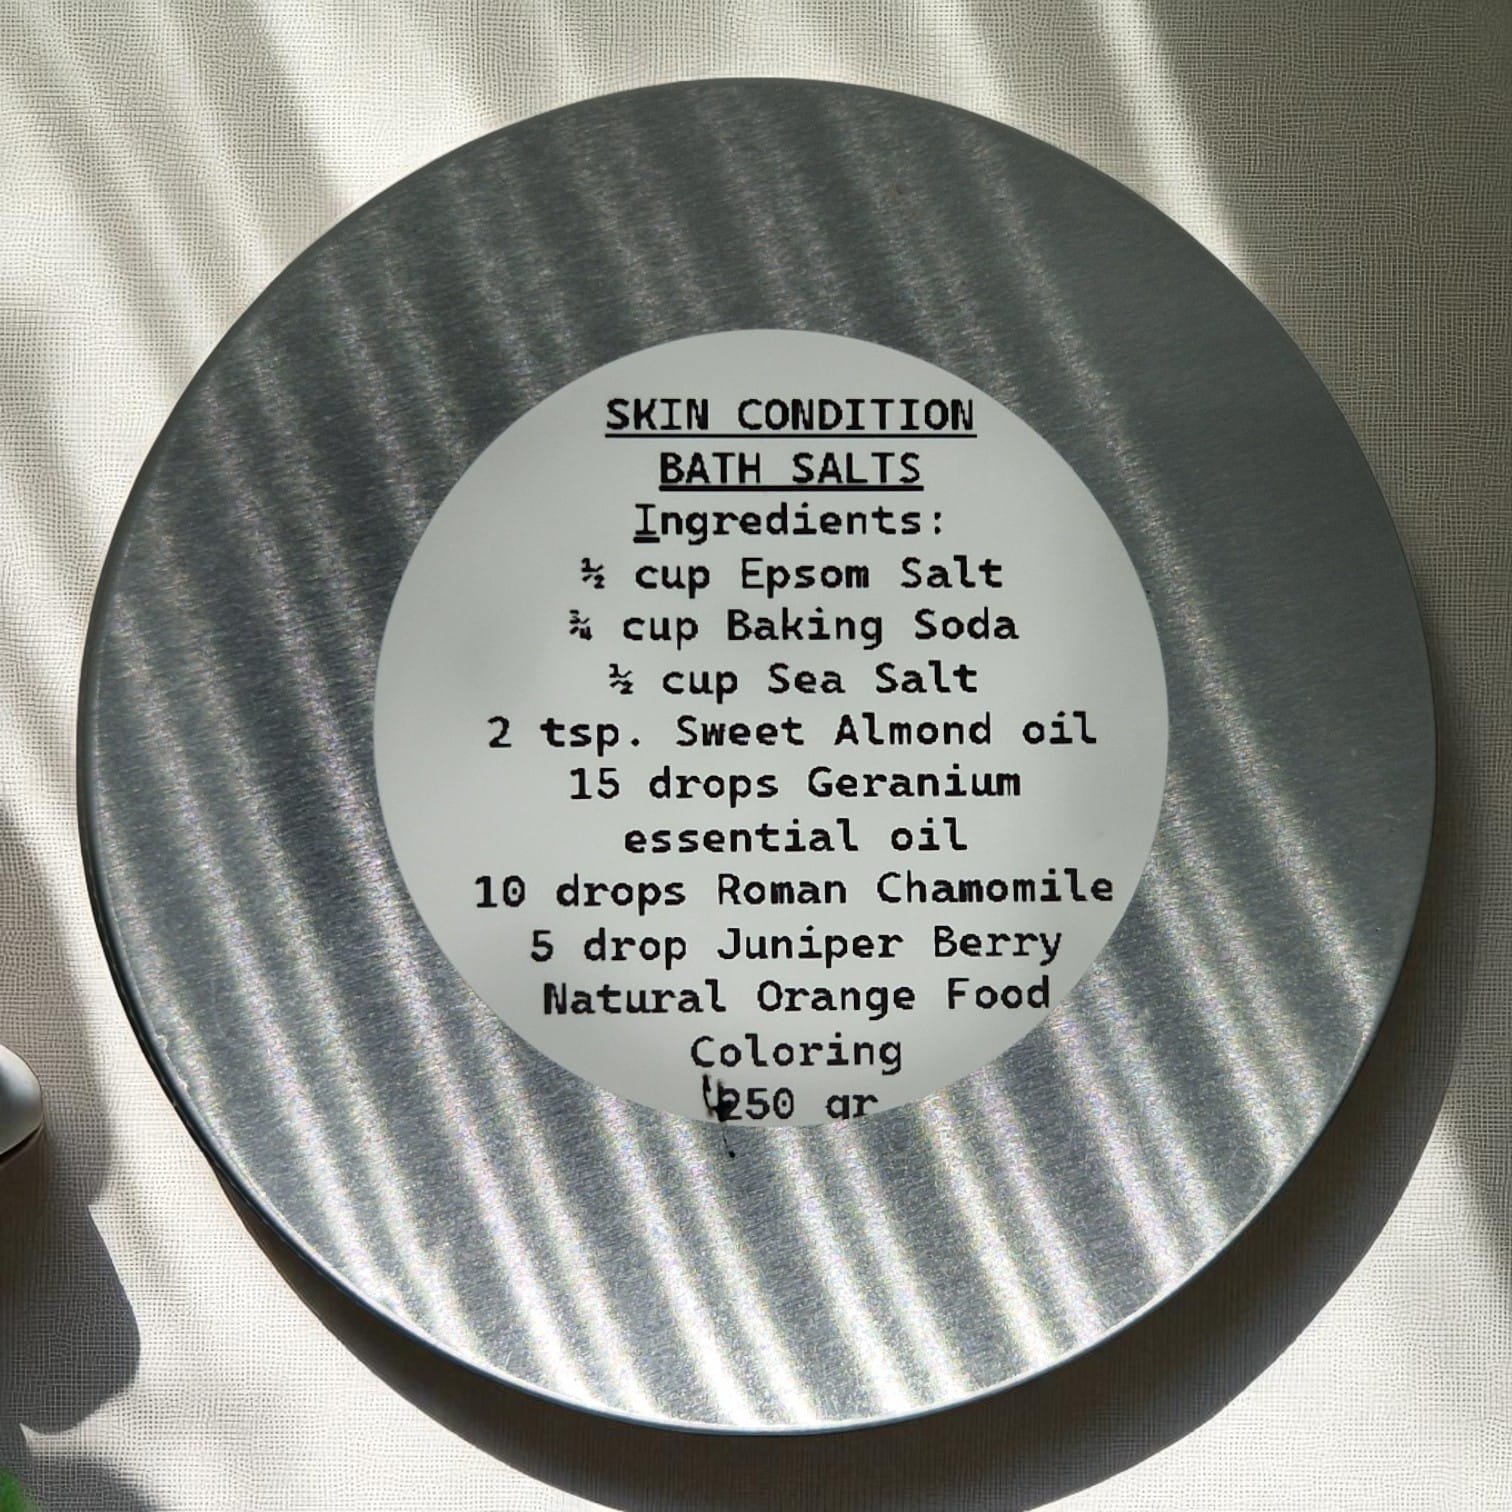 SKIN CONDITION
BATH SALTS
Ingredients:
½ cup Epsom Salt
¾ cup Baking Soda
½ cup Sea Salt
2 tsp. Sweet Almond oil
15 drops Geranium
essential oil
10 drops Roman Chamomile
5 drop Juniper Berry
Natural Orange Food
Coloring
250 gr